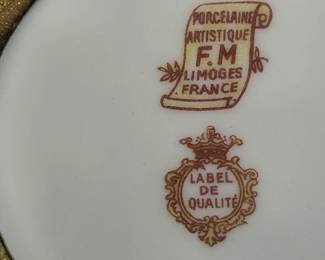 PORCELAINE
ARTISTIQUE
F.M
LIMOGES
FRANCE
LABEL
DE
QUALITÉ